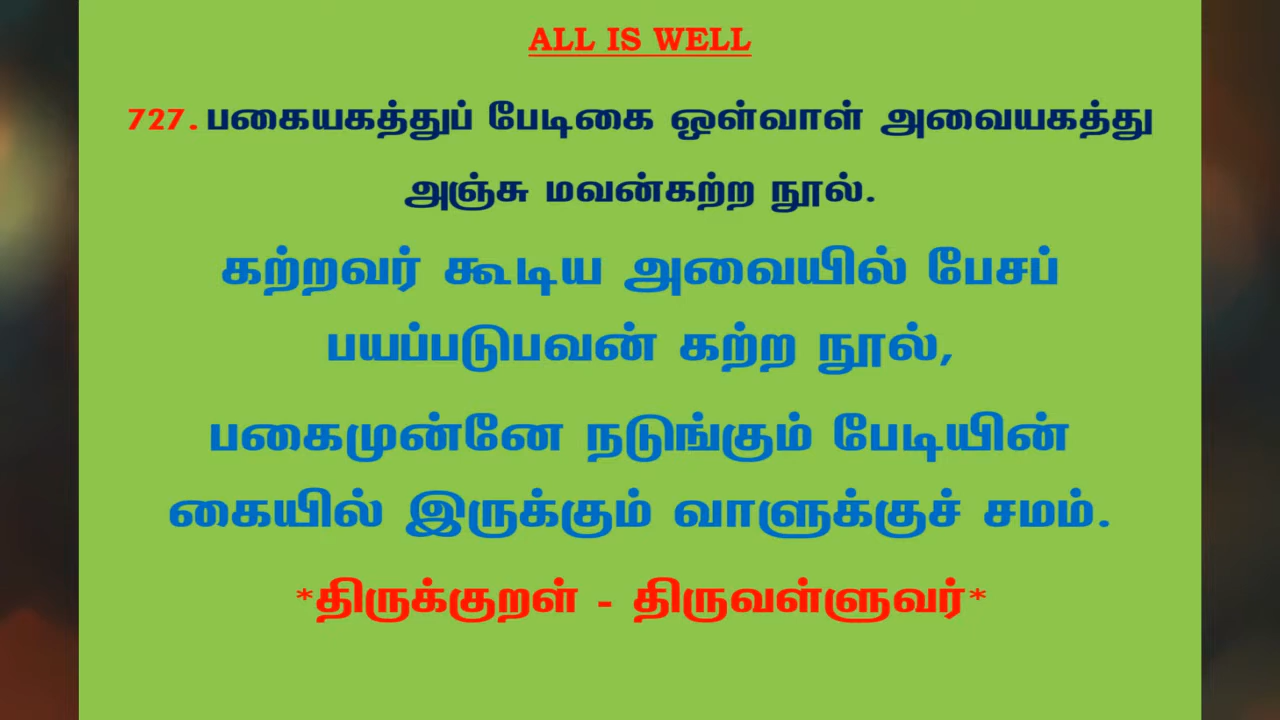 ALL IS WELL
727. பகையகத்துப் பேடிகை ஒள்வாள் அவையகத்து
அஞ்சு மவன்கற்ற நூல்.
கற்றவர் கூடிய அவையில் பேசப்
பயப்படுபவன் கற்ற நூல்,
பகைமுன்னே நடுங்கும் பேடியின்
கையில் இருக்கும் வாளுக்குச் சமம்.
*திருக்குறள் - திருவள்ளுவர்*